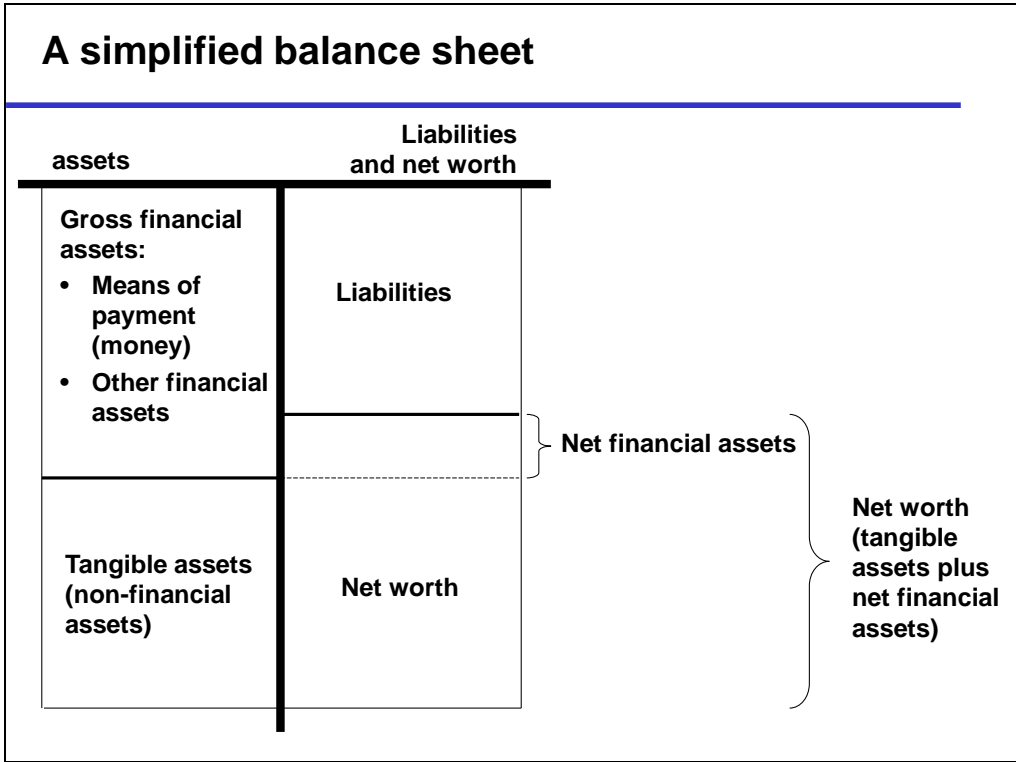 A simplified balance sheet
assets
Liabilities
and net worth
Gross financial
assets:
• Means of
payment
(money)
• Other financial
assets
Liabilities
Net financial assets
Tangible assets
(non-financial
assets)
Net worth
Net worth
(tangible
assets plus
net financial
assets)